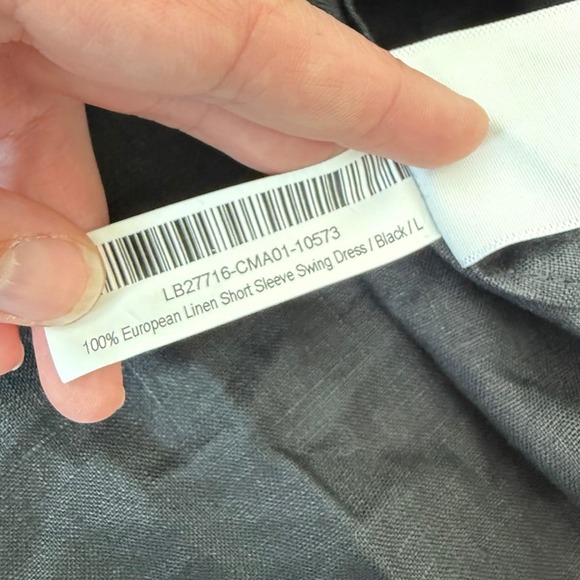 LB27716-CMA01-10573
100% European Linen Short Sleeve Swing Dress / Black / L